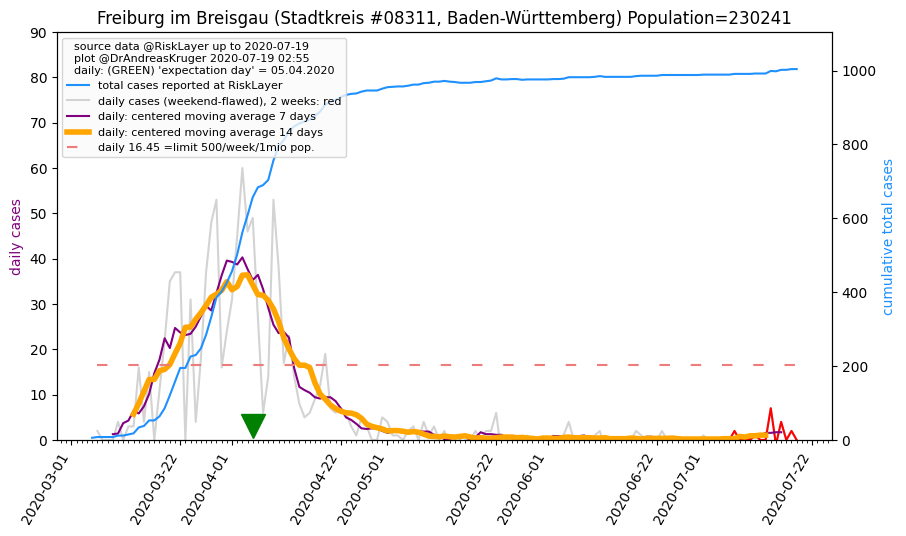 Freiburg im Breisgau (Stadtkreis #08311, Baden-Württemberg) Population=230241
source data @RiskLayer up to 2020-07-19
plot @DrAndreasKruger 2020-07-19 02:55
daily: (GREEN) 'expectation day' = 05.04.2020
total cases reported at RiskLayer
daily cases (weekend-flawed), 2 weeks: red
daily: centered moving average 7 days
daily: centered moving average 14 days
daily 16.45 =limit 500/week/1mio pop.
daily cases
90
80
70
60
50
40
30
20
10
0
cumulative total cases
1000
800
600
400
200
0
2020-03-01
2020-03-22
2020-04-01
2020-04-22
2020-05-01
2020-05-22
2020-06-01
2020-06-22
2020-07-01
2020-07-22